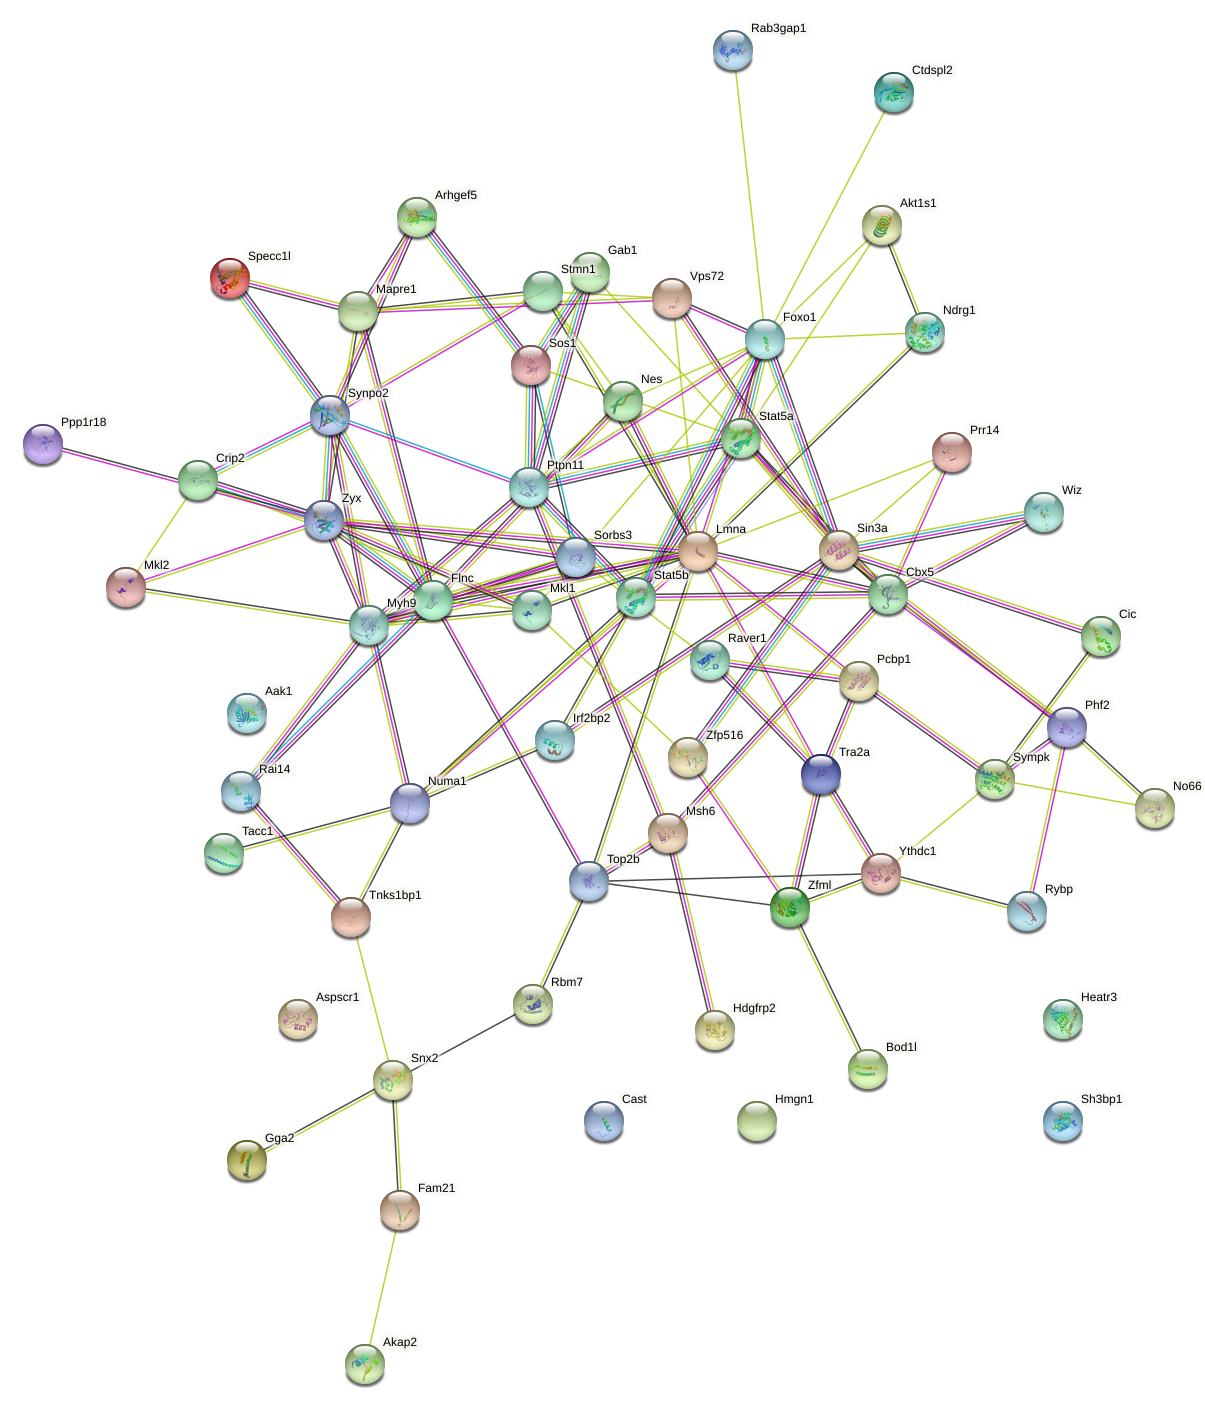 Rab3gap1
Ctdspl2
Arhgef5
Akt1s1
Specc1l
Gab1
Stmn1
Vps72
Mapre1
Foxo1
Ndrg1
Sos1
Nes
Synpo2
Stat5a
Ppp1r18
Prr14
Crip2
Ptpn11
Wiz
Zyx
Sorbs3
Lmna
Sin3a
Mkl2
Flnc
Mkl1
Stat5b
Cbx5
Myh9
Cic
Raver1
Pcbp1
Aak1
Irf2bp2
Zfp516
Phf2
Rai14
Numa1
Tra2a
Sympk
No66
Tacc1
Msh6
Top2b
Ythdc1
Tnks1bp1
Zfml
Rybp
Rbm7
Aspscr1
Hdgfrp2
Heatr3
Snx2
Bod1l
Cast
Hmgn1
Sh3bp1
Gga2
Fam21
Akap2